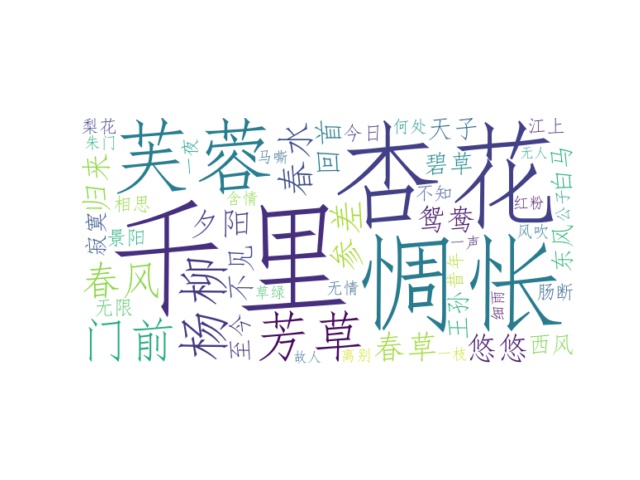 梨花
朱门
归来
芙蓉
一夜
马嘶
春水
回首
今日
何处
天子
江上
杏花
碧草
无人
白马
相思
含情
不知
红粉
公子
寂寞
景阳
千里
夕阳
不见
参差
鸳鸯
一声
风吹
东风
春风
无限
杨柳
草绿
无情
惆怅
昔年
王孙
细雨
肠断
门前
至今
芳草
故人
离别
春草
一枝
悠悠
西风